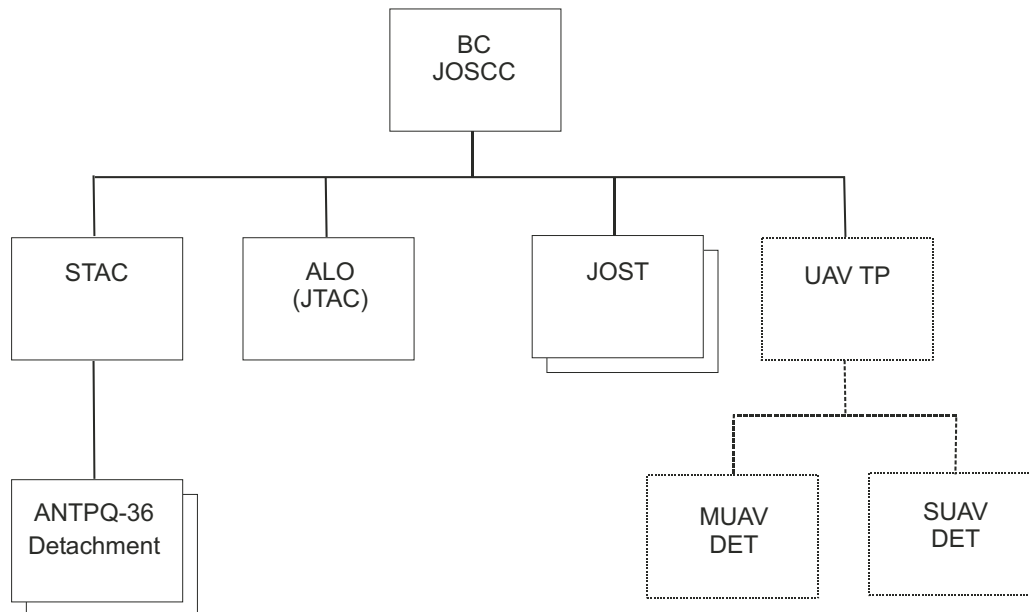 BC
JOSCC
STAC
ALO
(JTAC)
JOST
UAV TP
ANTPQ-36
Detachment
MUAV
DET
SUAV
DET